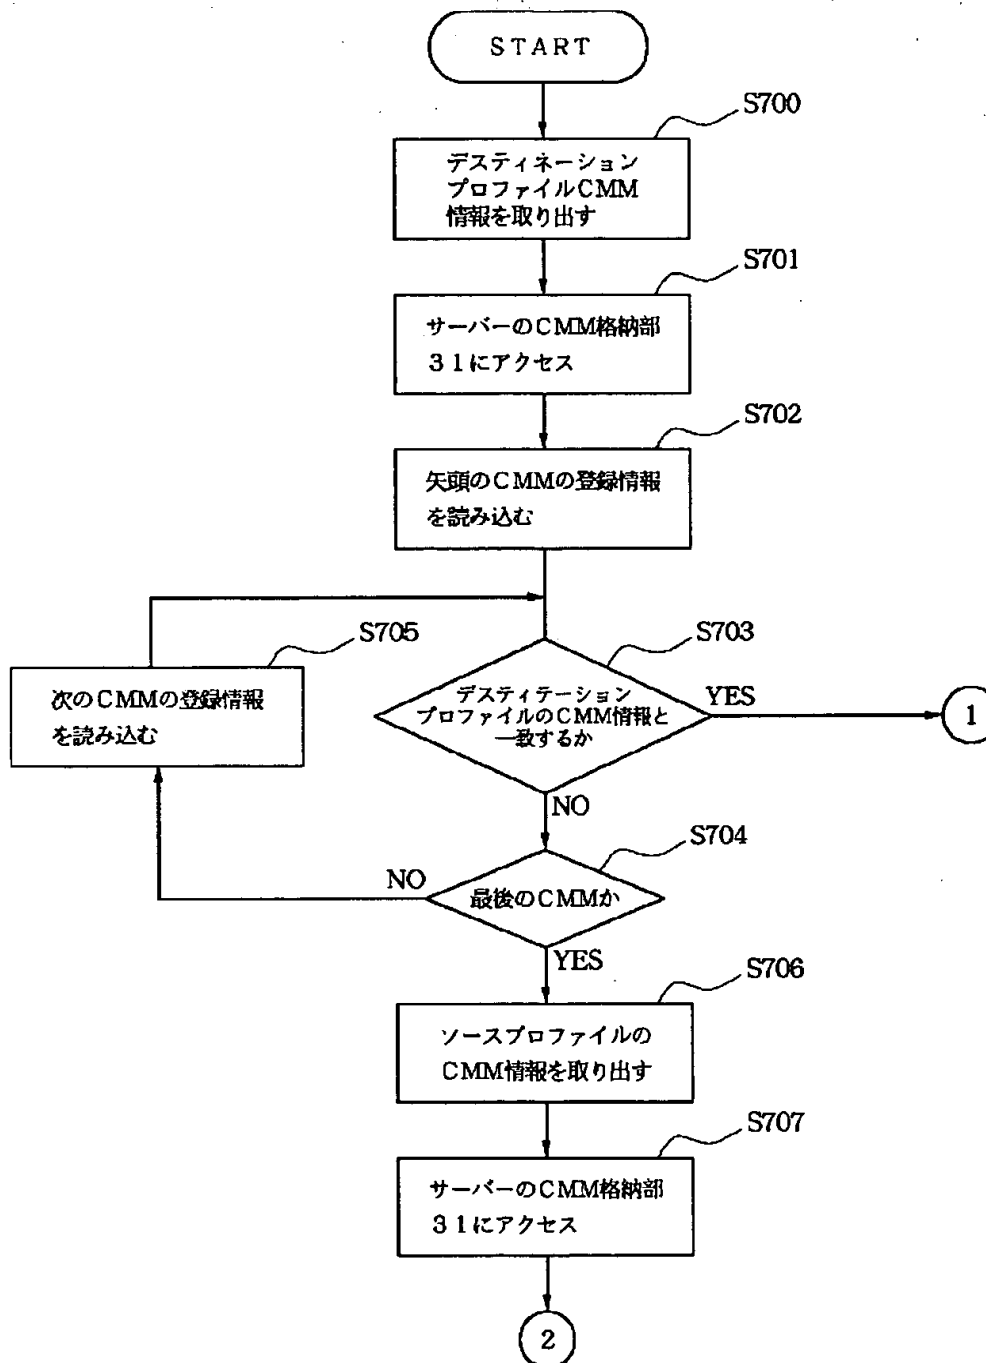 START
S700
デスティネーション
プロファイルCMM
情報を取り出す
S701
サーバーのCMM格納部
31にアクセス
S702
矢頭のCMMの登録情報
を読み込む
S705
次のCMMの登録情報
を読み込む
S703
デスティテーション
プロファイルのCMM情報と
一致するか
YES
1
NO
S704
最後のCMMか
NO
YES
S706
ソースプロファイルの
CMM情報を取り出す
S707
サーバーのCMM格納部
31にアクセス
2